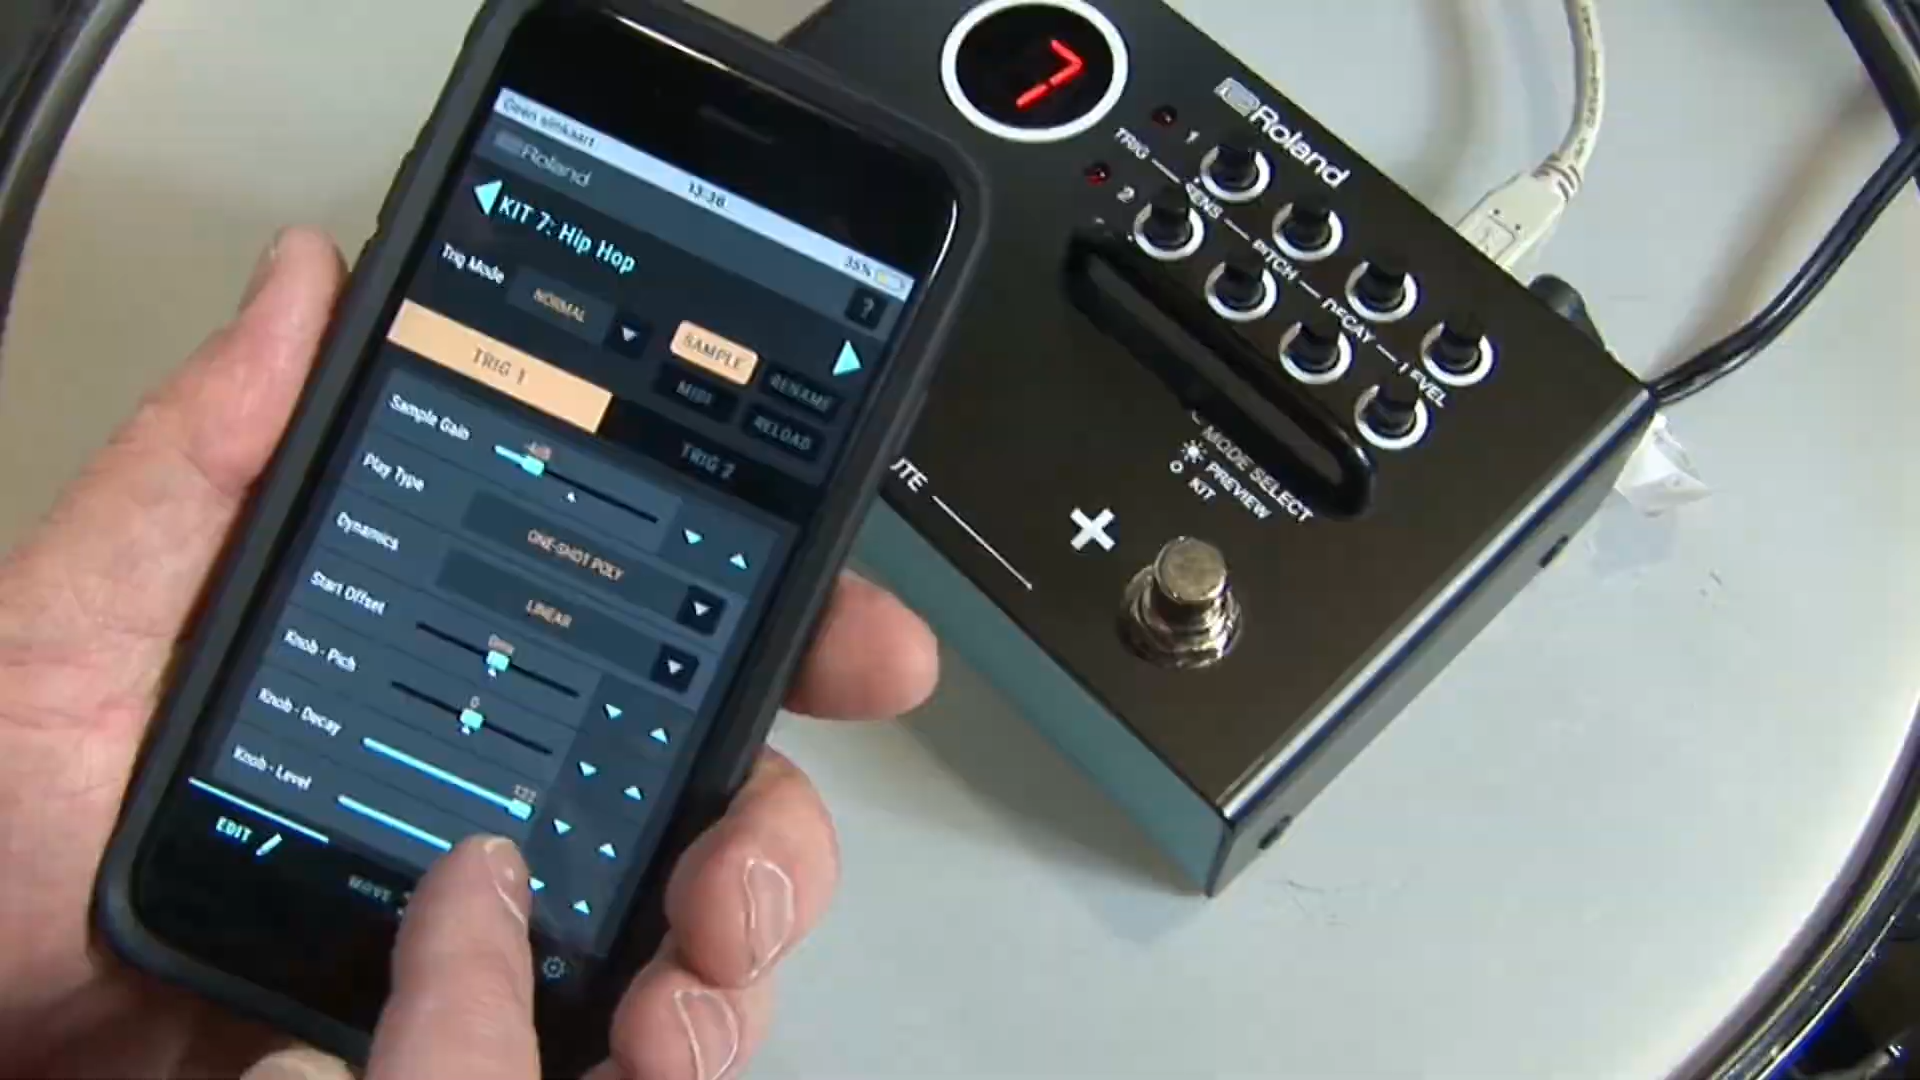 Geen simkaart
13:38
35%
Roland
KIT 7: Hip Hop
?
Trig Mode
NORMAL
SAMPLE
RENAME
MIDI
RELOAD
TRIG 1
TRIG 2
Sample Gain
Play Type
ONE-SHOT POLY
Dynamics
LINEAR
Start Offset
Knob - Pich
0
Knob - Decay
127
Knob - Level
EDIT
MOVE
7
Roland
1
TRIG
SENS
PITCH
DECAY
LEVEL
2
MODE SELECT
PREVIEW
KIT
+